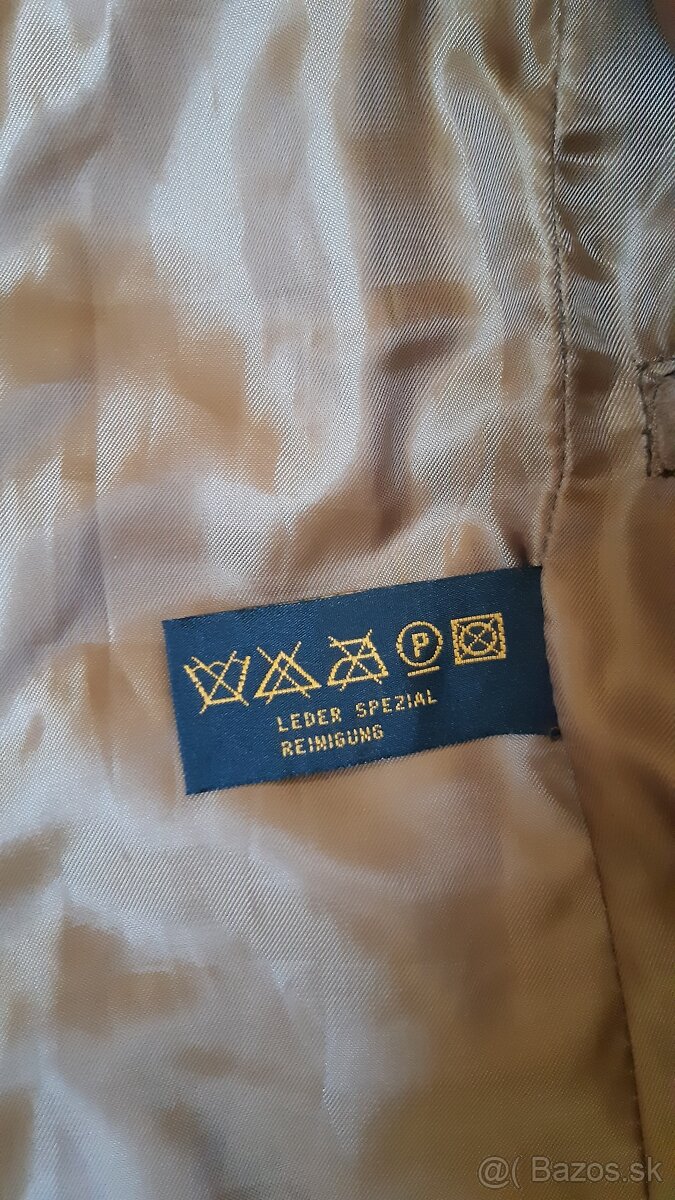 P
LEDER SPEZIAL
REINIGUNG
@( Bazos.sk